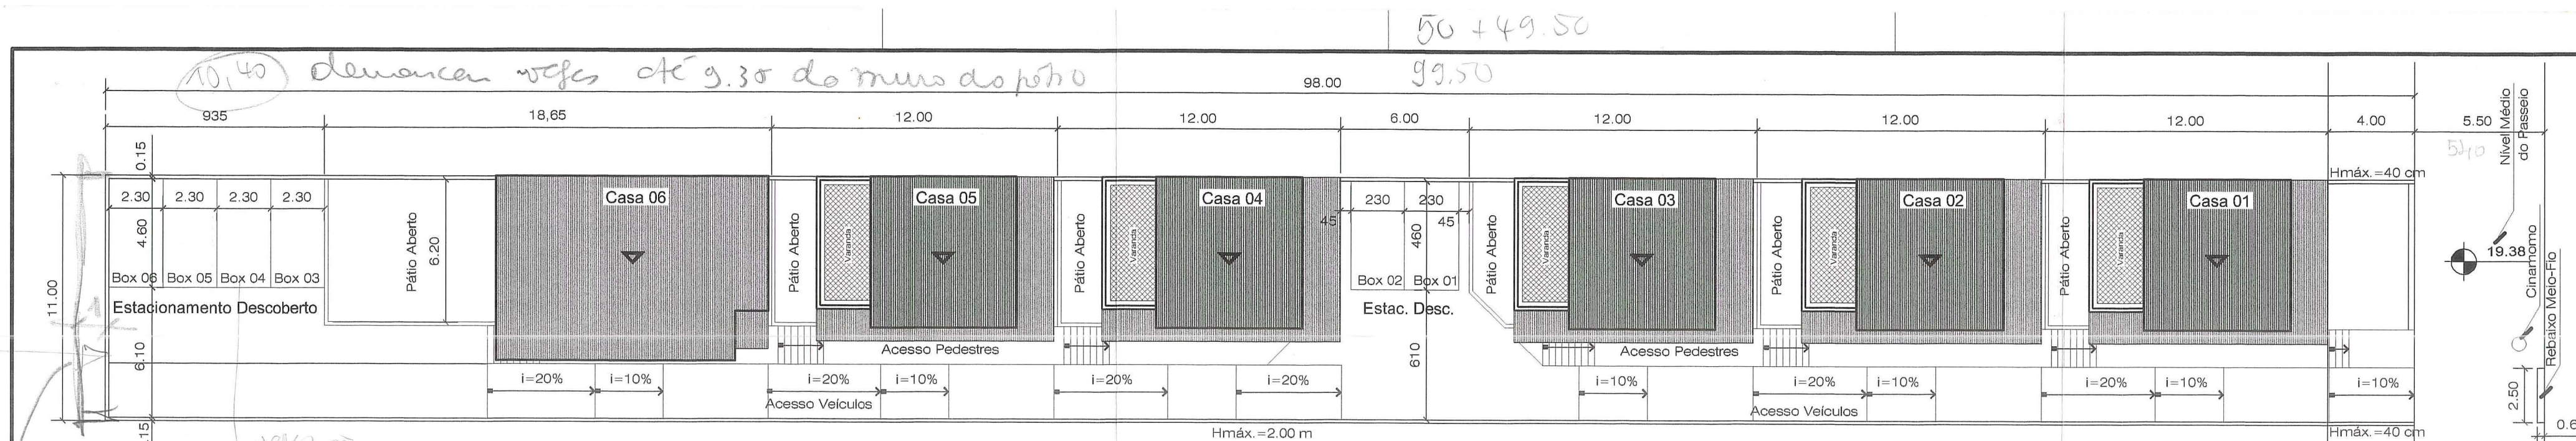 50 + 49.50
10,40 demarcar vagas até 9.35 do muro do pátio 99.50
98.00
935 18,65 12.00 12.00 6.00 12.00 12.00 12.00 4.00 5.50
Nível Médio do Passeio
0.15
Hmáx.=40 cm
2.30 2.30 2.30 2.30
Casa 06 Casa 05 Casa 04 Casa 03 Casa 02 Casa 01
230 230
45 45
4.60 Pátio Aberto 6.20 Pátio Aberto Varanda Pátio Aberto Varanda 460 Pátio Aberto Varanda Pátio Aberto Varanda Pátio Aberto Varanda
19.38
Cinamomo
Rebaixo Meio-Fio
Box 06 Box 05 Box 04 Box 03 Box 02 Box 01
11.00
Estacionamento Descoberto Estac. Desc.
6.10 Acesso Pedestres 610 Acesso Pedestres
i=20% i=10% i=20% i=10% i=20% i=20% i=10% i=20% i=10% i=20% i=10% i=10%
2.50
Acesso Veículos Acesso Veículos
.15 Hmáx.=2.00 m Hmáx.=40 cm